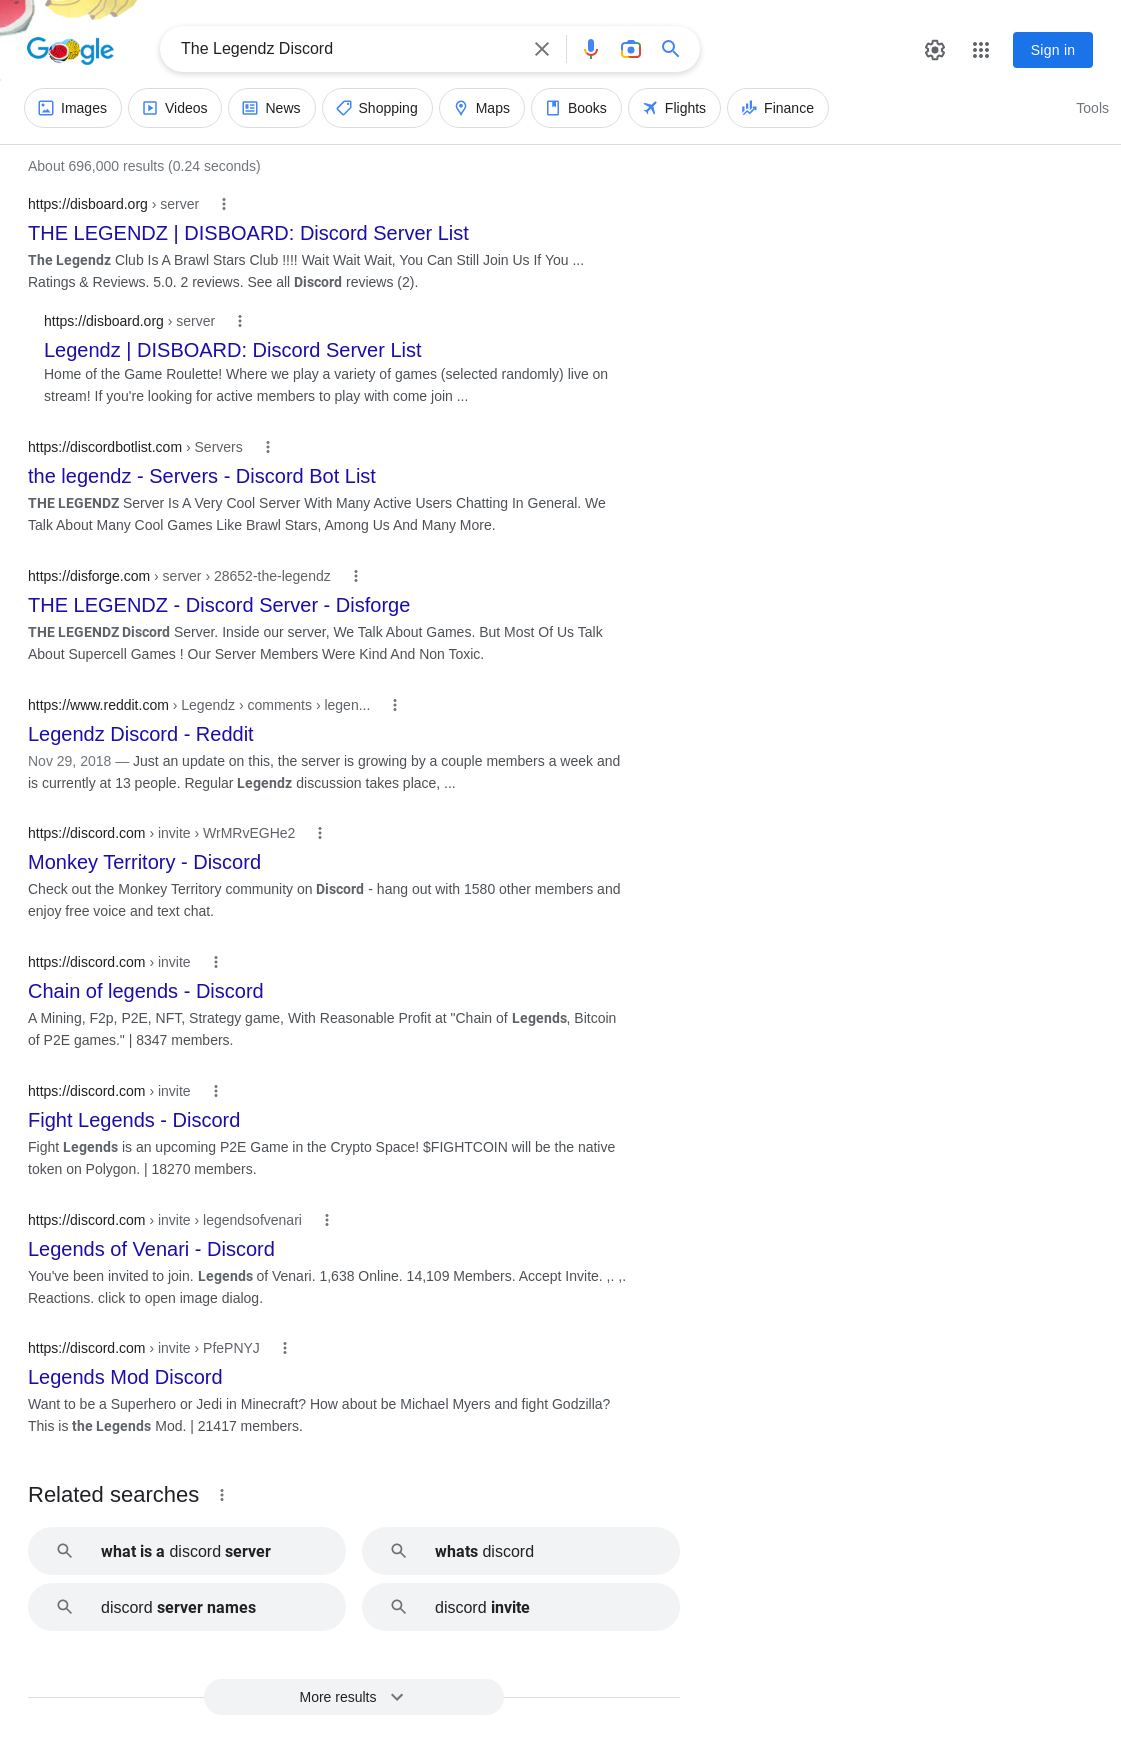 Google
The Legendz Discord
Sign in
Images
Videos
News
Shopping
Maps
Books
Flights
Finance
Tools
About 696,000 results (0.24 seconds)
https://disboard.org › server
THE LEGENDZ | DISBOARD: Discord Server List
The Legendz Club Is A Brawl Stars Club !!!! Wait Wait Wait, You Can Still Join Us If You ...
Ratings & Reviews. 5.0. 2 reviews. See all Discord reviews (2).
https://disboard.org › server
Legendz | DISBOARD: Discord Server List
Home of the Game Roulette! Where we play a variety of games (selected randomly) live on
stream! If you're looking for active members to play with come join ...
https://discordbotlist.com › Servers
the legendz - Servers - Discord Bot List
THE LEGENDZ Server Is A Very Cool Server With Many Active Users Chatting In General. We
Talk About Many Cool Games Like Brawl Stars, Among Us And Many More.
https://disforge.com › server › 28652-the-legendz
THE LEGENDZ - Discord Server - Disforge
THE LEGENDZ Discord Server. Inside our server, We Talk About Games. But Most Of Us Talk
About Supercell Games ! Our Server Members Were Kind And Non Toxic.
https://www.reddit.com › Legendz › comments › legen...
Legendz Discord - Reddit
Nov 29, 2018 — Just an update on this, the server is growing by a couple members a week and
is currently at 13 people. Regular Legendz discussion takes place, ...
https://discord.com › invite › WrMRvEGHe2
Monkey Territory - Discord
Check out the Monkey Territory community on Discord - hang out with 1580 other members and
enjoy free voice and text chat.
https://discord.com › invite
Chain of legends - Discord
A Mining, F2p, P2E, NFT, Strategy game, With Reasonable Profit at "Chain of Legends, Bitcoin
of P2E games." | 8347 members.
https://discord.com › invite
Fight Legends - Discord
Fight Legends is an upcoming P2E Game in the Crypto Space! $FIGHTCOIN will be the native
token on Polygon. | 18270 members.
https://discord.com › invite › legendsofvenari
Legends of Venari - Discord
You've been invited to join. Legends of Venari. 1,638 Online. 14,109 Members. Accept Invite. ,. ,.
Reactions. click to open image dialog.
https://discord.com › invite › PfePNYJ
Legends Mod Discord
Want to be a Superhero or Jedi in Minecraft? How about be Michael Myers and fight Godzilla?
This is the Legends Mod. | 21417 members.
Related searches
what is a discord server
whats discord
discord server names
discord invite
More results